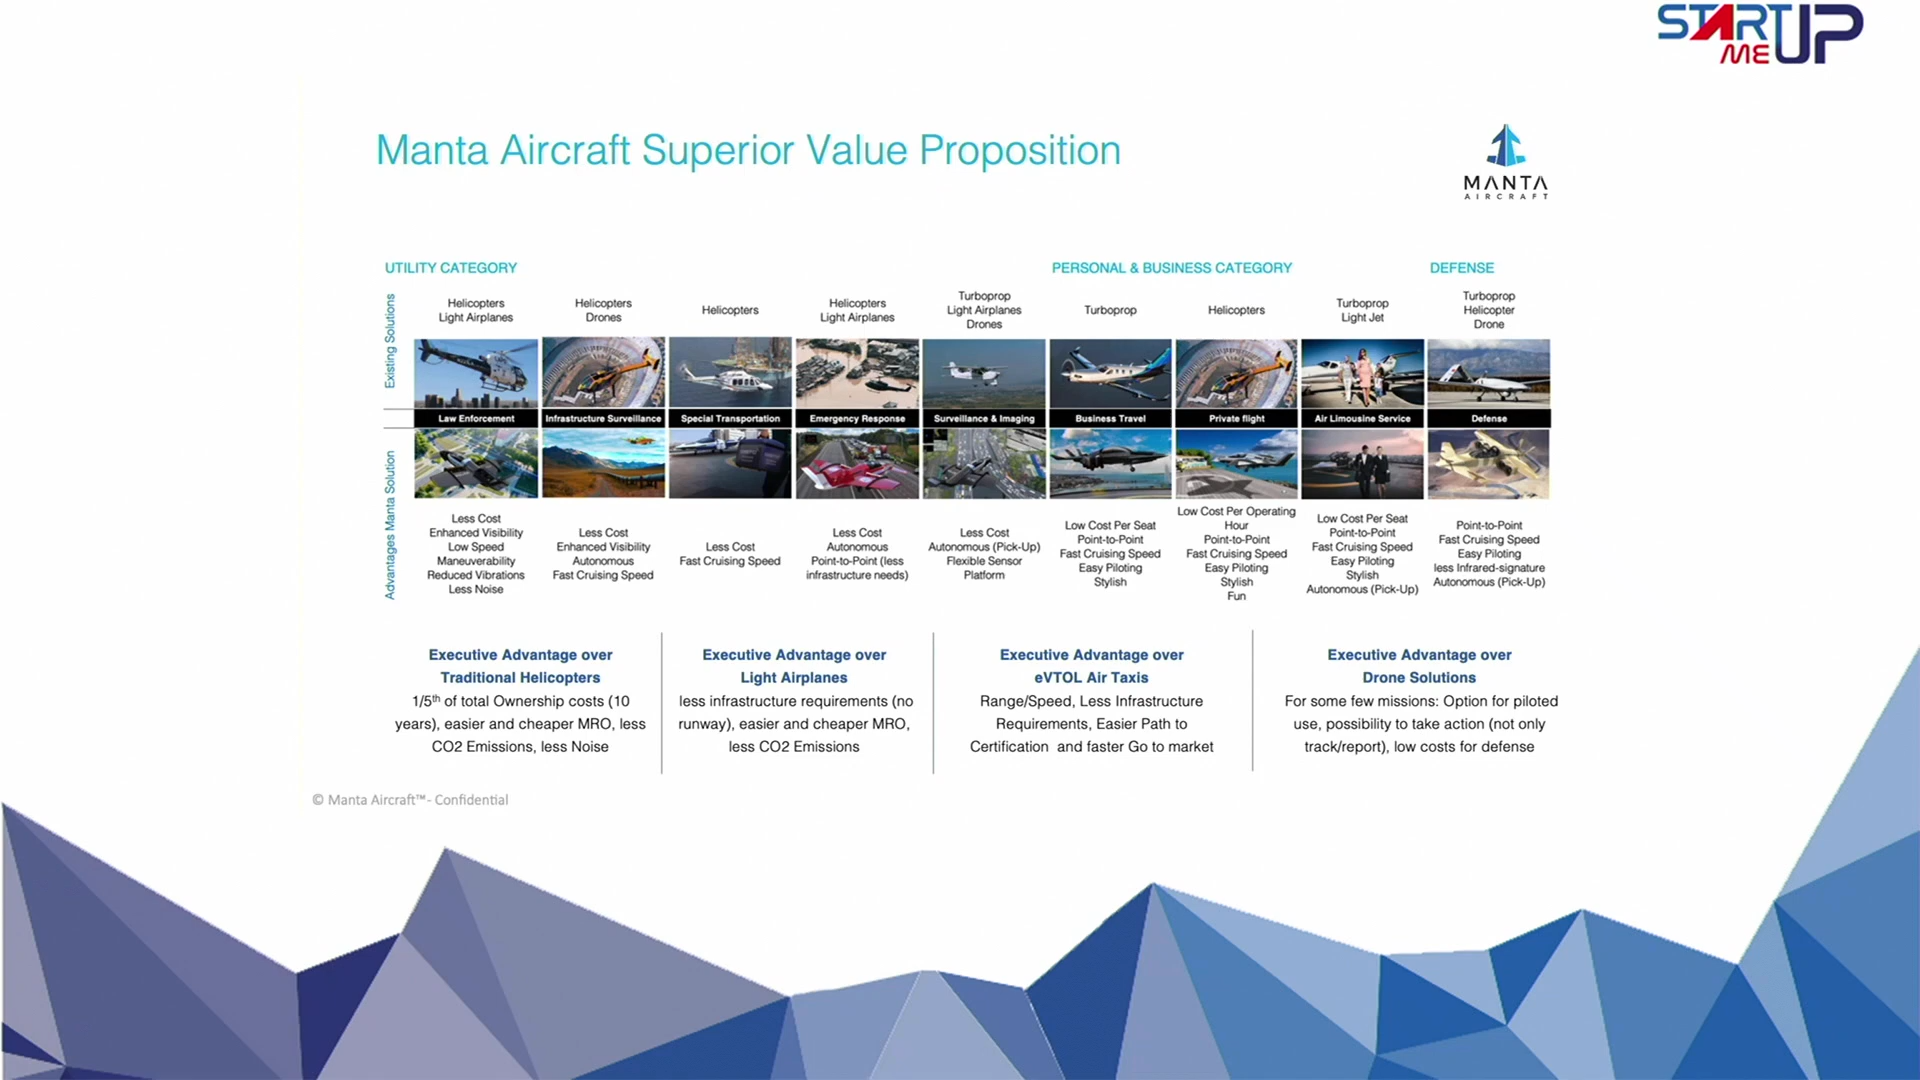 START
ME UP
Manta Aircraft Superior Value Proposition
MANTA
AIRCRAFT
UTILITY CATEGORY
PERSONAL & BUSINESS CATEGORY
DEFENSE
Existing Solutions
Helicopters
Light Airplanes
Helicopters
Drones
Helicopters
Helicopters
Light Airplanes
Turboprop
Light Airplanes
Drones
Turboprop
Helicopters
Turboprop
Light Jet
Turboprop
Helicopter
Drone
Law Enforcement
Infrastructure Surveillance
Special Transportation
Emergency Response
Surveillance & Imaging
Business Travel
Private flight
Air Limousine Service
Defense
Advantages Manta Solution
Less Cost
Enhanced Visibility
Low Speed
Maneuverability
Reduced Vibrations
Less Noise
Less Cost
Enhanced Visibility
Autonomous
Fast Cruising Speed
Less Cost
Fast Cruising Speed
Less Cost
Autonomous
Point-to-Point (less
infrastructure needs)
Less Cost
Autonomous (Pick-Up)
Flexible Sensor
Platform
Low Cost Per Seat
Point-to-Point
Fast Cruising Speed
Easy Piloting
Stylish
Low Cost Per Operating
Hour
Point-to-Point
Fast Cruising Speed
Easy Piloting
Stylish
Fun
Low Cost Per Seat
Point-to-Point
Fast Cruising Speed
Easy Piloting
Stylish
Autonomous (Pick-Up)
Point-to-Point
Fast Cruising Speed
Easy Piloting
less Infrared-signature
Autonomous (Pick-Up)
Executive Advantage over
Traditional Helicopters
1/5th of total Ownership costs (10
years), easier and cheaper MRO, less
CO2 Emissions, less Noise
Executive Advantage over
Light Airplanes
less infrastructure requirements (no
runway), easier and cheaper MRO,
less CO2 Emissions
Executive Advantage over
eVTOL Air Taxis
Range/Speed, Less Infrastructure
Requirements, Easier Path to
Certification and faster Go to market
Executive Advantage over
Drone Solutions
For some few missions: Option for piloted
use, possibility to take action (not only
track/report), low costs for defense
© Manta Aircraft™- Confidential